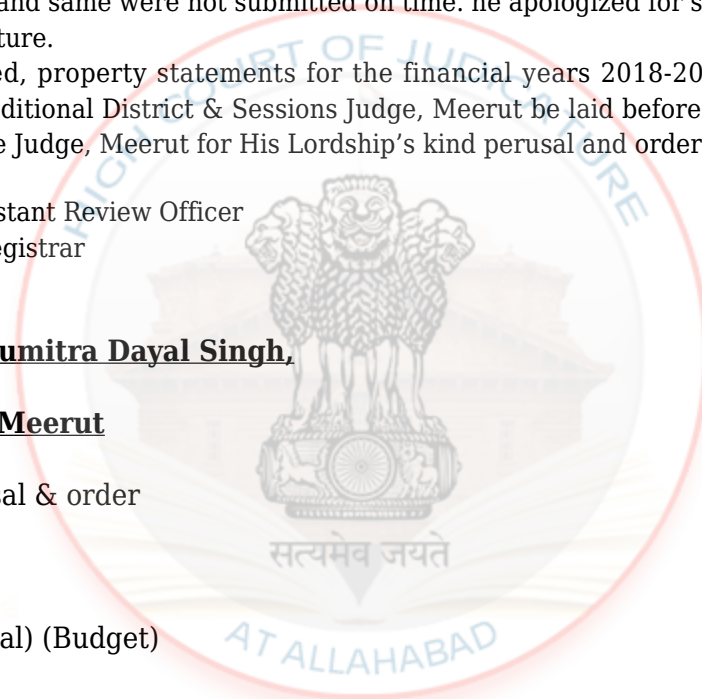 and same were not submitted on time. he apologized for s
ture.
ed, property statements for the financial years 2018-20
ditional District & Sessions Judge, Meerut be laid before
e Judge, Meerut for His Lordship's kind perusal and order
stant Review Officer
egistrar
umitra Dayal Singh,
Meerut
sal & order
al) (Budget)
HIGH COURT OF JUDICATURE
सत्यमेव जयते
AT ALLAHABAD